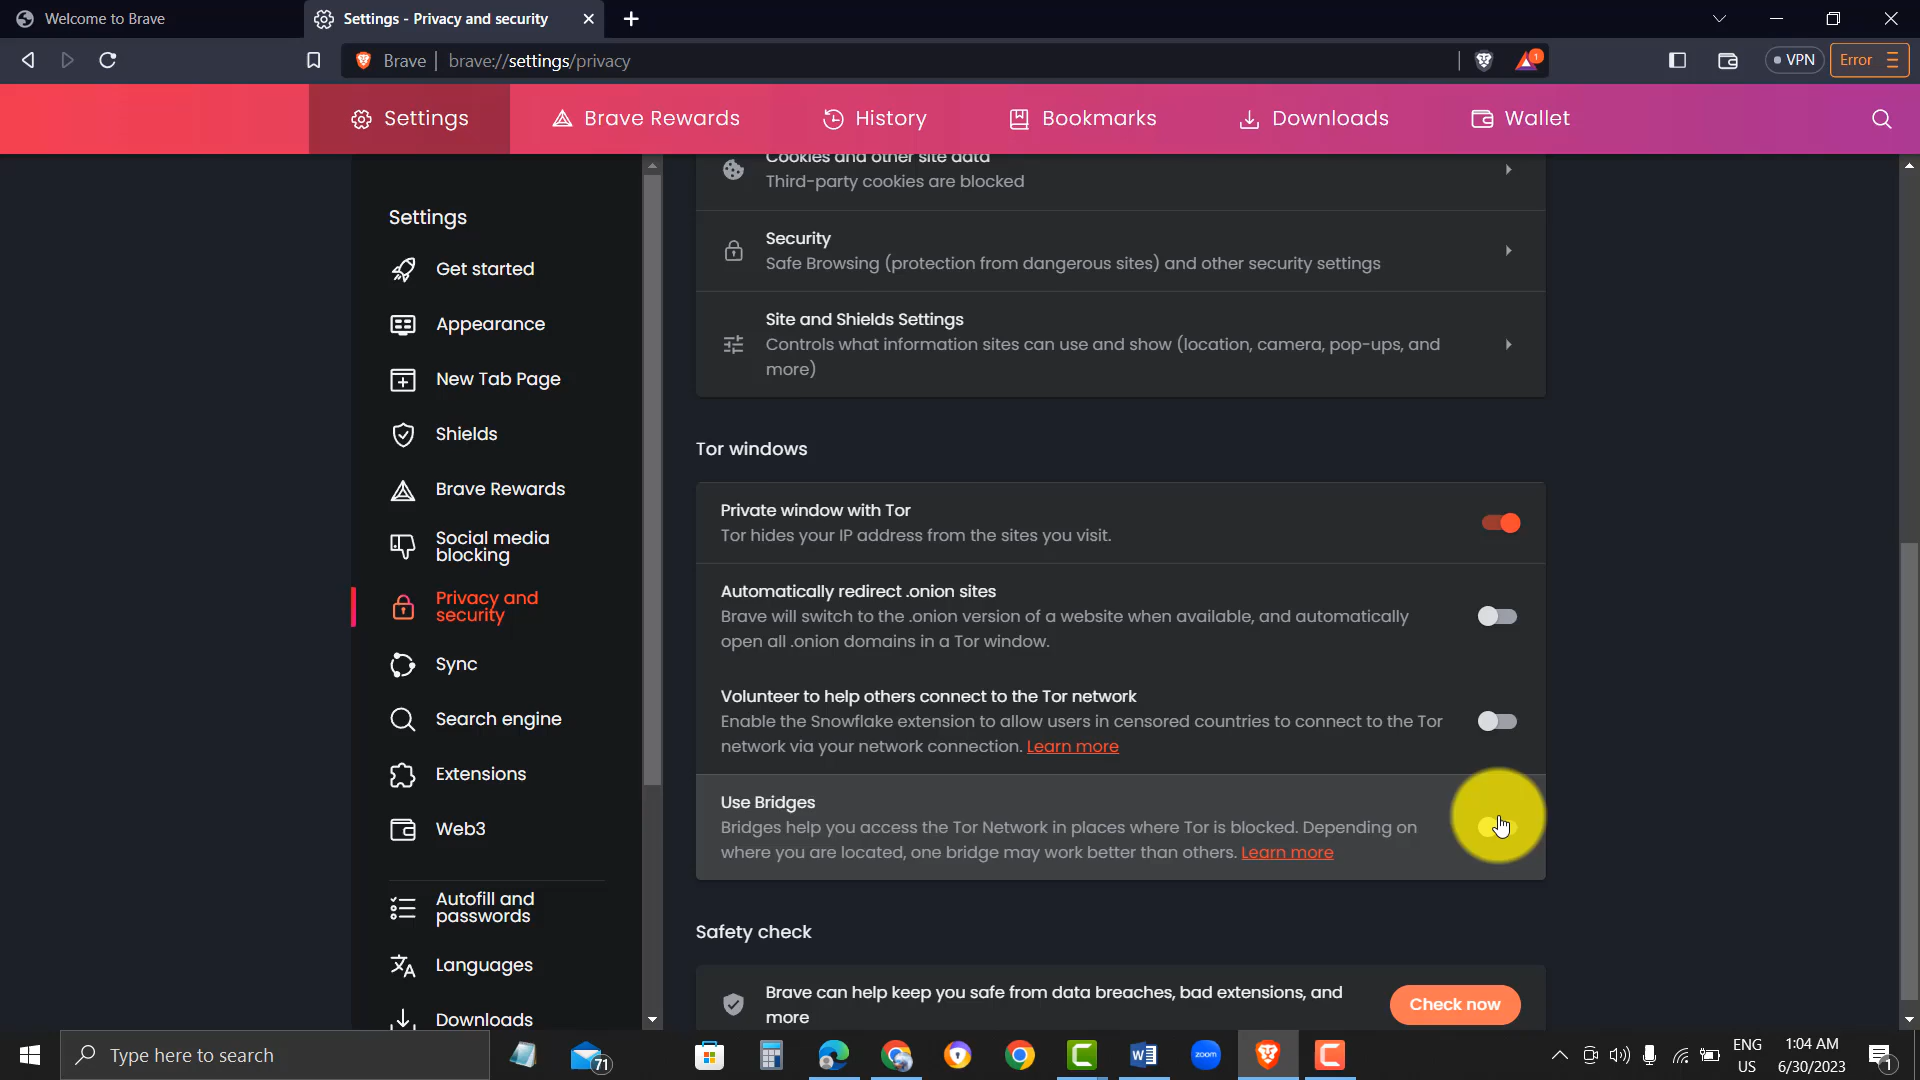 Welcome to Brave
Settings - Privacy and security
Brave
brave://settings/privacy
1
VPN
Error
Settings
Brave Rewards
History
Bookmarks
Downloads
Wallet
Settings
Get started
Appearance
New Tab Page
Shields
Brave Rewards
Social media
blocking
Privacy and
security
Sync
Search engine
Extensions
Web3
Autofill and
passwords
Languages
Downloads
Cookies and other site data
Third-party cookies are blocked
Security
Safe Browsing (protection from dangerous sites) and other security settings
Site and Shields Settings
Controls what information sites can use and show (location, camera, pop-ups, and
more)
Tor windows
Private window with Tor
Tor hides your IP address from the sites you visit.
Automatically redirect .onion sites
Brave will switch to the .onion version of a website when available, and automatically
open all .onion domains in a Tor window.
Volunteer to help others connect to the Tor network
Enable the Snowflake extension to allow users in censored countries to connect to the Tor
network via your network connection. Learn more
Use Bridges
Bridges help you access the Tor Network in places where Tor is blocked. Depending on
where you are located, one bridge may work better than others. Learn more
Safety check
Brave can help keep you safe from data breaches, bad extensions, and
more
Check now
Type here to search
71
zoom
ENG
US
1:04 AM
6/30/2023
1